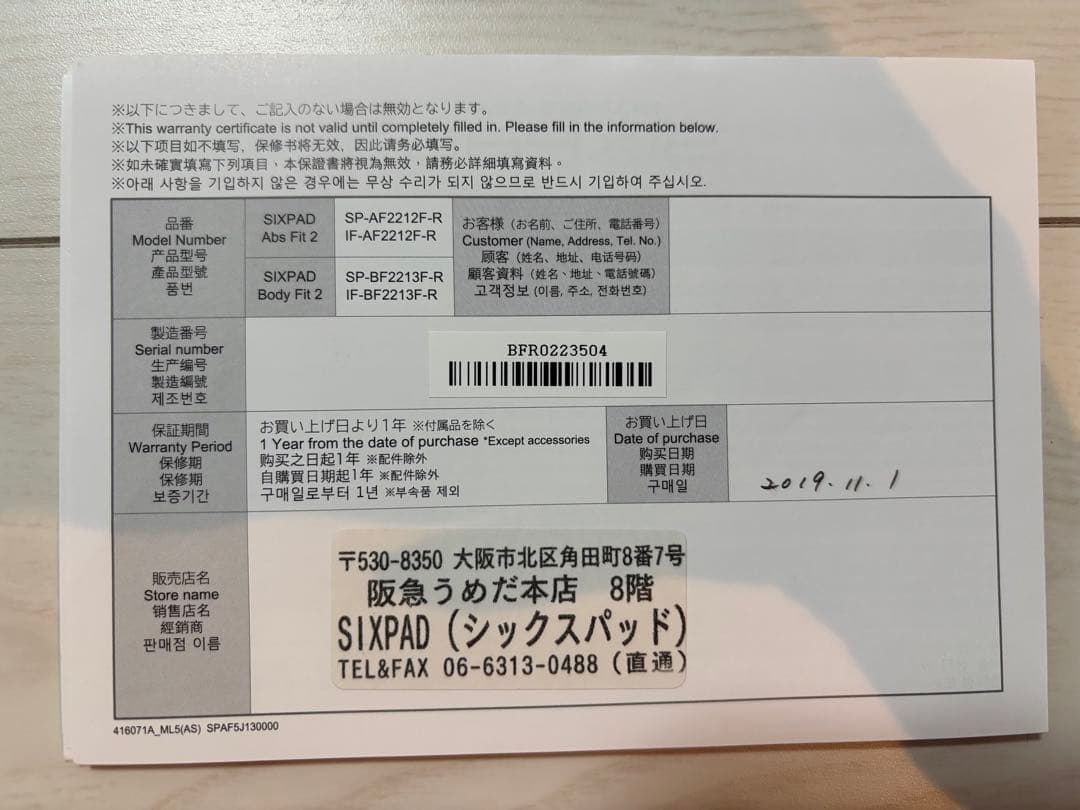 ※以下につきまして、ご記入のない場合は無効となります。
※This warranty certificate is not valid until completely filled in. Please fill in the information below.
※以下项目如不填写，保修书将无效，因此请务必填写。
※如未確實填寫下列項目，本保證書將視為無效，請務必詳細填寫資料。
※아래 사항을 기입하지 않은 경우에는 무상 수리가 되지 않으므로 반드시 기입하여 주십시오.
品番
Model Number
产品型号
產品型號
품번
SIXPAD
Abs Fit 2
SP-AF2212F-R
IF-AF2212F-R
SIXPAD
Body Fit 2
SP-BF2213F-R
IF-BF2213F-R
お客様（お名前、ご住所、電話番号）
Customer (Name, Address, Tel. No.)
顾客（姓名、地址、电话号码）
顧客資料（姓名、地址、電話號碼）
고객정보 (이름, 주소, 전화번호)
製造番号
Serial number
生产编号
製造編號
제조번호
BFR0223504
保証期間
Warranty Period
保修期
保修期
보증기간
お買い上げ日より1年 ※付属品を除く
1 Year from the date of purchase *Except accessories
购买之日起1年 ※配件除外
自購買日期起1年 ※配件除外
구매일로부터 1년 ※부속품 제외
お買い上げ日
Date of purchase
购买日期
購買日期
구매일
2019.11.1
販売店名
Store name
销售店名
經銷商
판매점 이름
〒530-8350 大阪市北区角田町8番7号
阪急うめだ本店 8階
SIXPAD（シックスパッド）
TEL&FAX 06-6313-0488（直通）
416071A_ML5(AS) SPAF5J130000